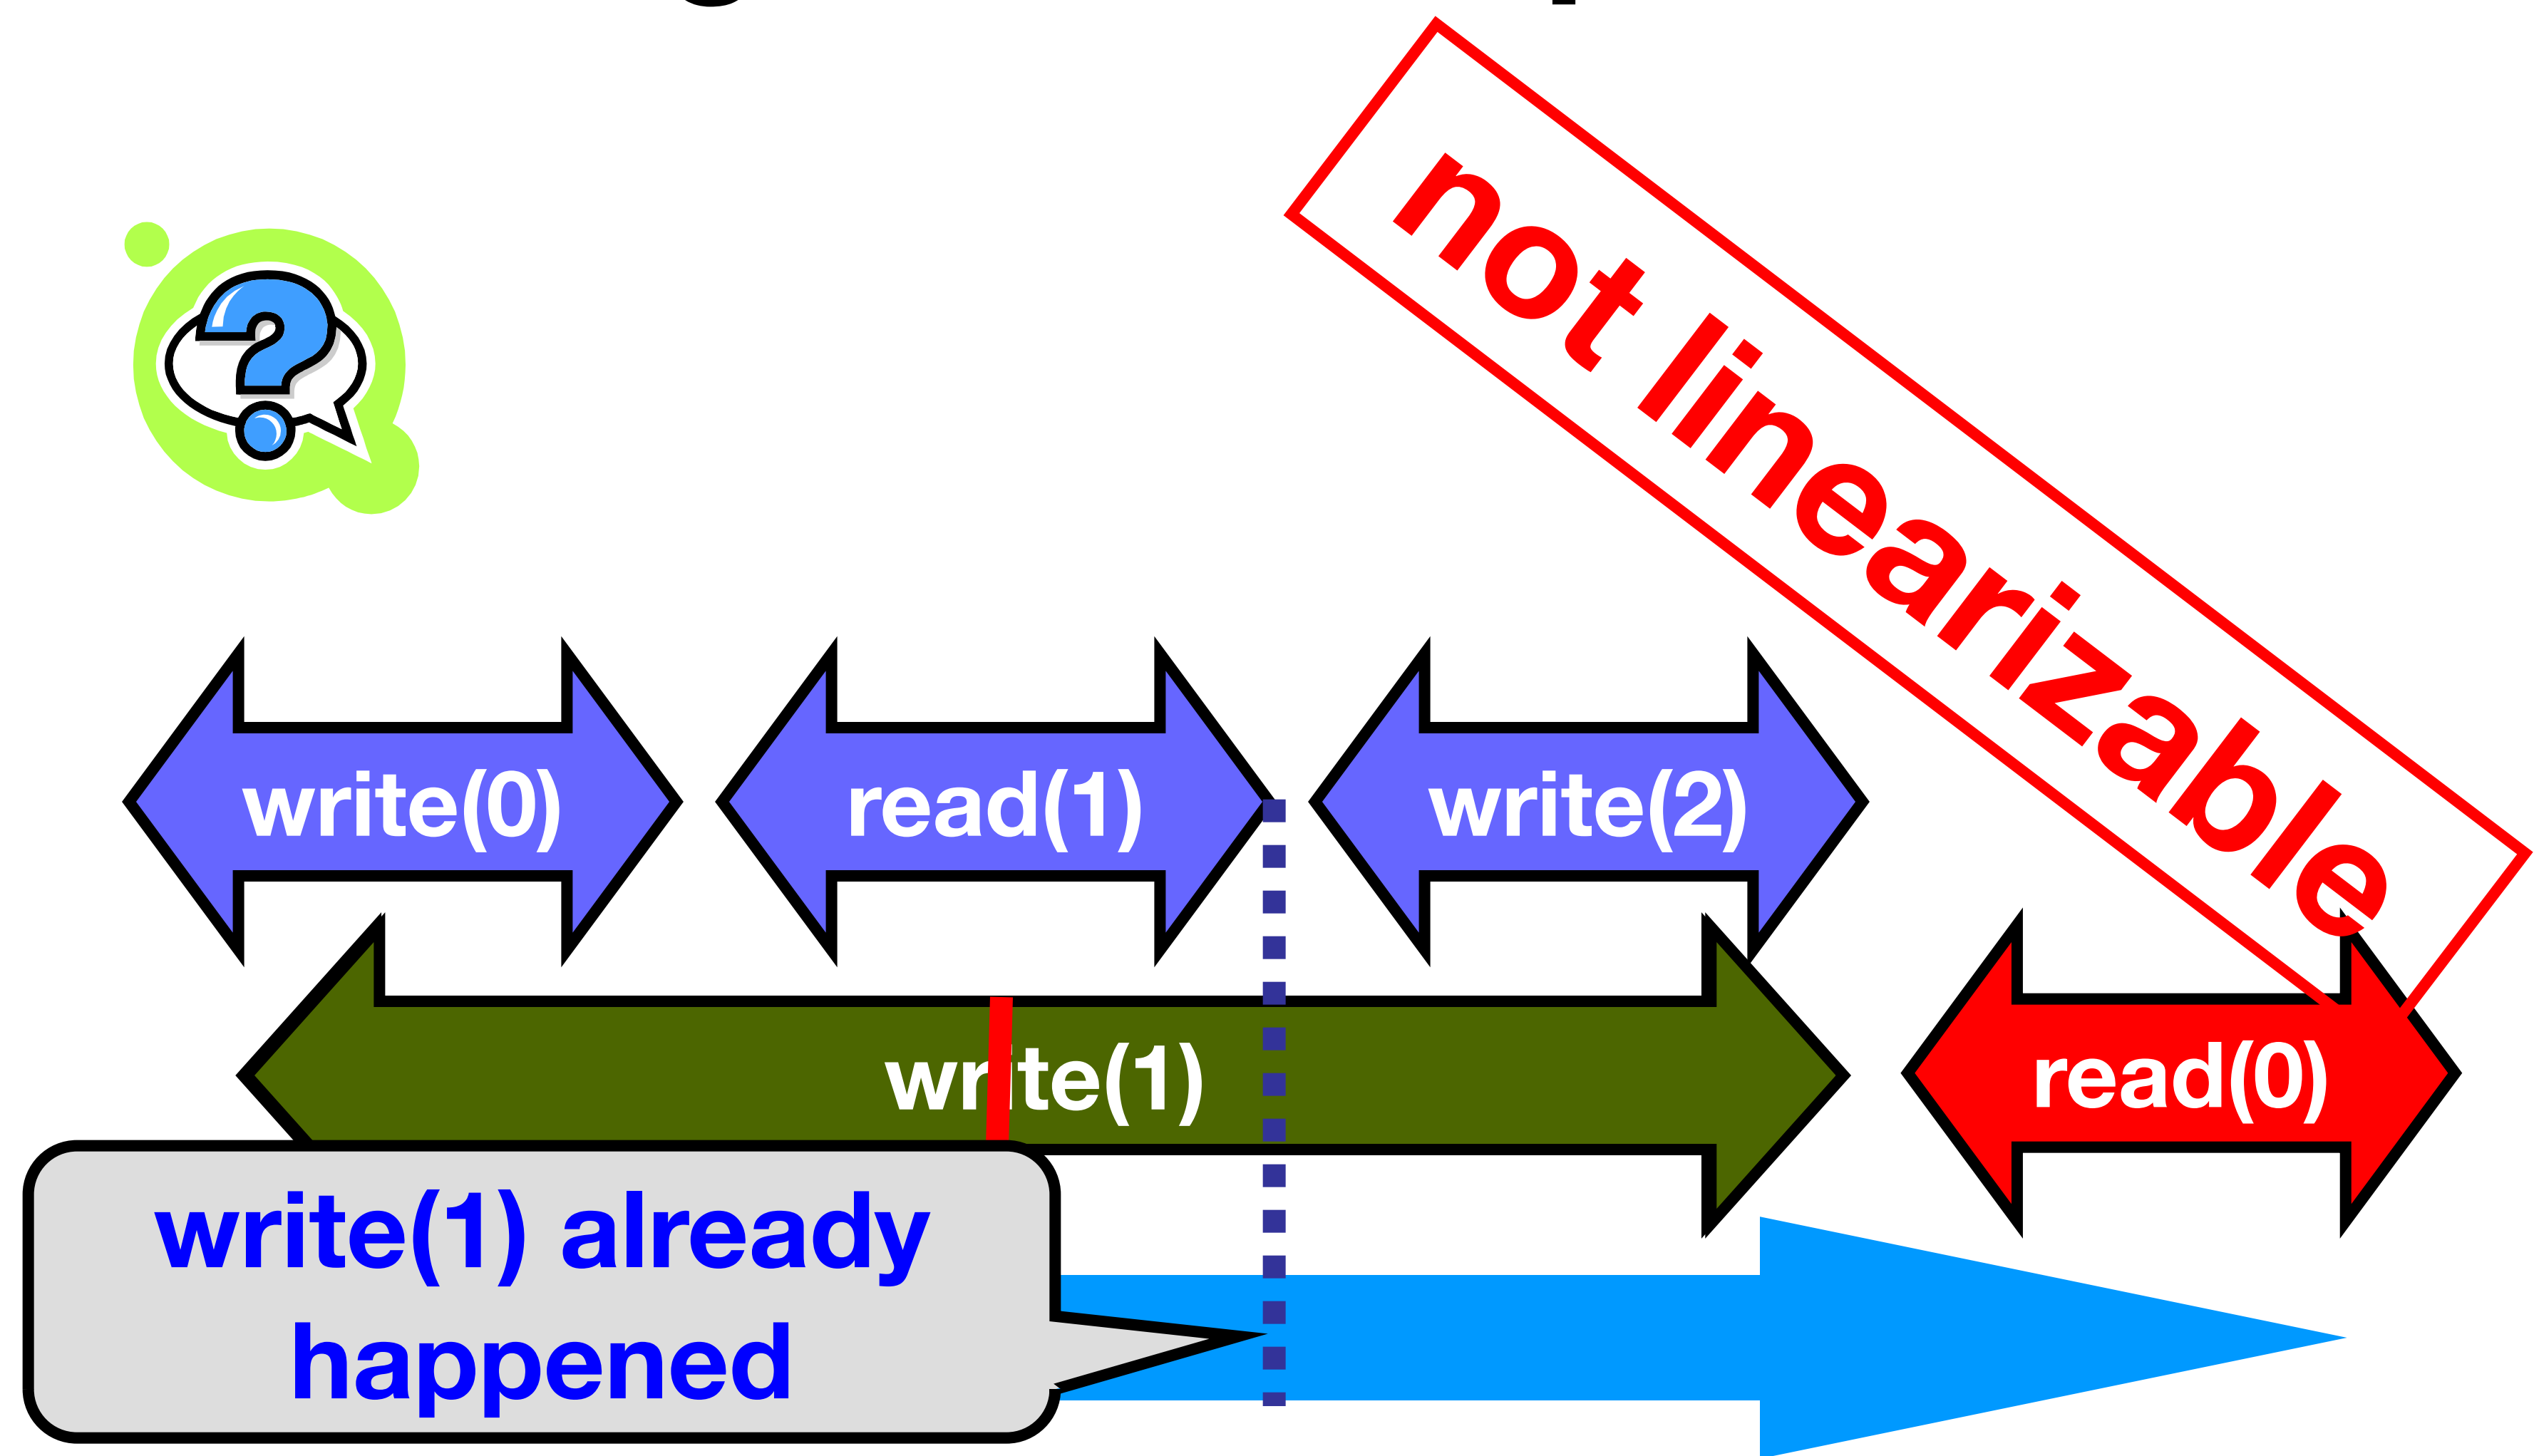 not linearizable
write(0)
read(1)
write(2)
write(1)
read(0)
write(1) already
happened